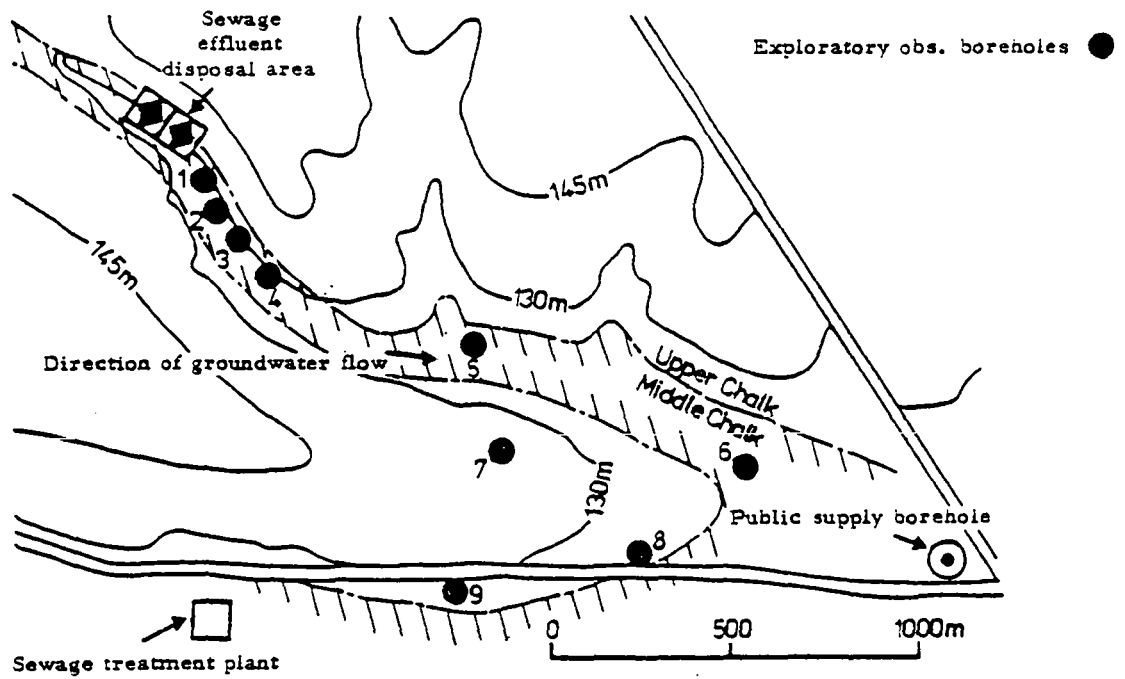 Sewage
effluent
disposal area
Exploratory obs. boreholes
1
2
3
4
145m
145m
130m
Direction of groundwater flow
5
Upper Chalk
Middle Chalk
6
7
130m
Public supply borehole
8
9
0 500 1000m
Sewage treatment plant